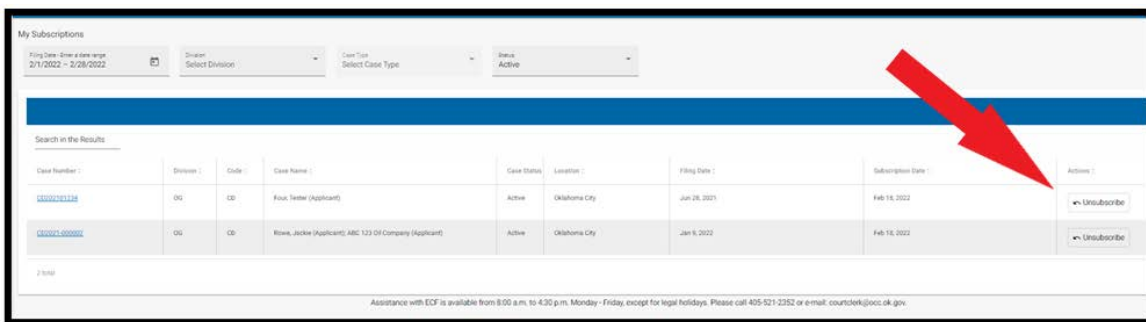 My Subscriptions
Filing Date - Enter a date range
2/1/2022 – 2/28/2022
Division
Select Division
Case Type
Select Case Type
Status
Active
Search in the Results
Case Number Division Code Case Name Case Status Location Filing Date Subscription Date Actions
CD202101234 OG CD Four, Tester (Applicant) Active Oklahoma City Jun 28, 2021 Feb 18, 2022 Unsubscribe
CD2021-000002 OG CD Rowe, Jackie (Applicant); ABC 123 Oil Company (Applicant) Active Oklahoma City Jan 9, 2022 Feb 18, 2022 Unsubscribe
2 total
Assistance with ECF is available from 8:00 a.m. to 4:30 p.m. Monday - Friday, except for legal holidays. Please call 405-521-2352 or e-mail: courtclerk@occ.ok.gov.